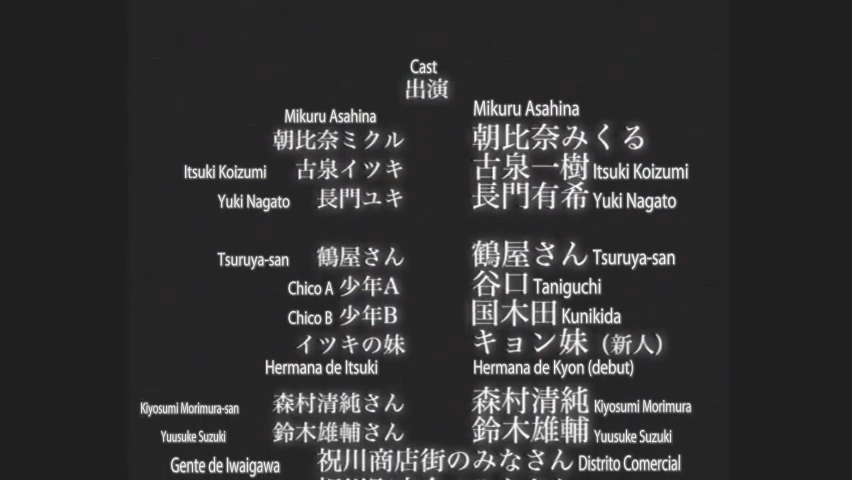 Cast
出演
Mikuru Asahina Mikuru Asahina
朝比奈ミクル 朝比奈みくる
Itsuki Koizumi 古泉イツキ 古泉一樹 Itsuki Koizumi
Yuki Nagato 長門ユキ 長門有希 Yuki Nagato
Tsuruya-san 鶴屋さん 鶴屋さん Tsuruya-san
Chico A 少年A 谷口 Taniguchi
Chico B 少年B 国木田 Kunikida
イツキの妹 キョン妹（新人）
Hermana de Itsuki Hermana de Kyon (debut)
Kiyosumi Morimura-san 森村清純さん 森村清純 Kiyosumi Morimura
Yuusuke Suzuki 鈴木雄輔さん 鈴木雄輔 Yuusuke Suzuki
Gente de Iwaigawa 祝川商店街のみなさん Distrito Comercial